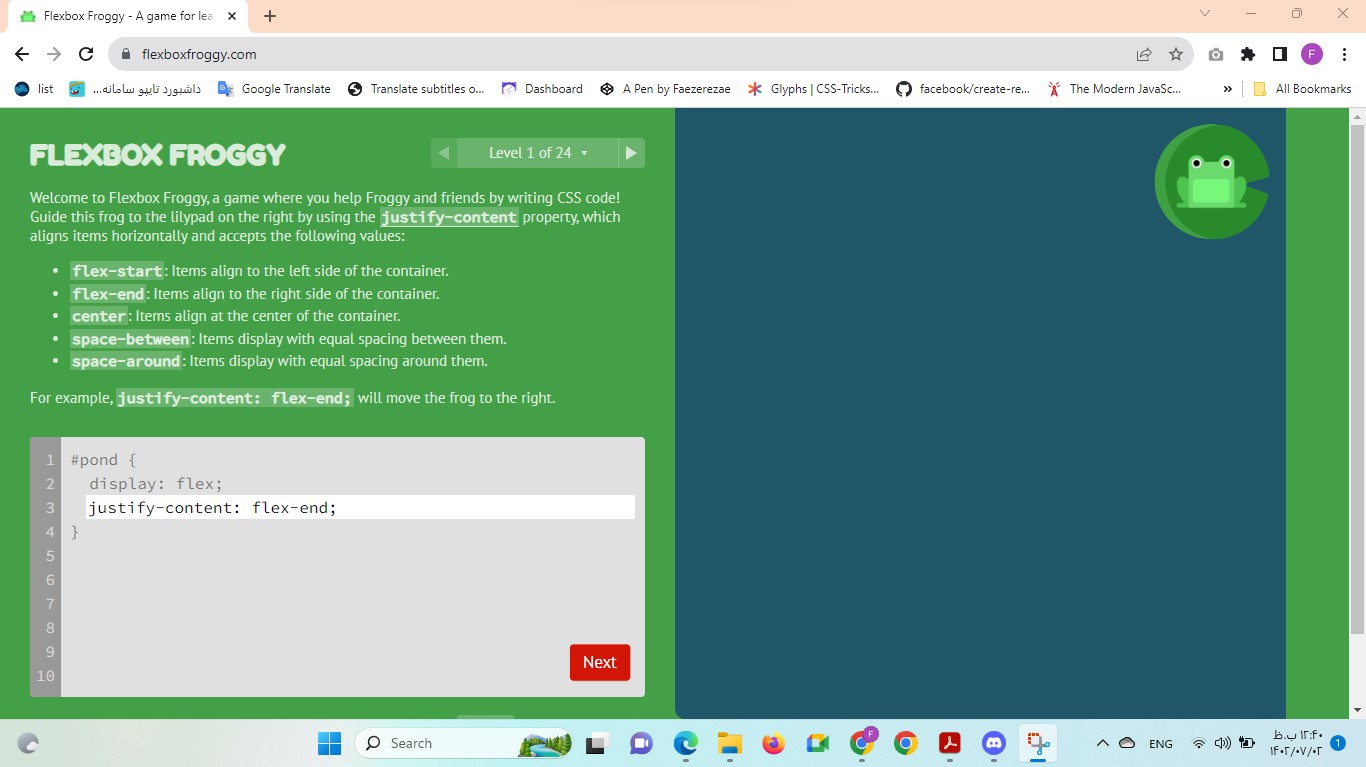 Flexbox Froggy - A game for lea
flexboxfroggy.com
F
list
داشبورد تایپو سامانه...
Google Translate
Translate subtitles o...
Dashboard
A Pen by Faezerezae
Glyphs | CSS-Tricks...
facebook/create-re...
The Modern JavaSc...
»
All Bookmarks
FLEXBOX FROGGY
Level 1 of 24
Welcome to Flexbox Froggy, a game where you help Froggy and friends by writing CSS code!
Guide this frog to the lilypad on the right by using the justify-content property, which
aligns items horizontally and accepts the following values:
• flex-start: Items align to the left side of the container.
• flex-end: Items align to the right side of the container.
• center: Items align at the center of the container.
• space-between: Items display with equal spacing between them.
• space-around: Items display with equal spacing around them.
For example, justify-content: flex-end; will move the frog to the right.
1 #pond {
2 display: flex;
3 justify-content: flex-end;
4 }
5
6
7
8
9
10
Next
Search
F
ENG
۱۲:۴۰ ب.ظ
۱۴۰۲/۰۷/۰۲
1